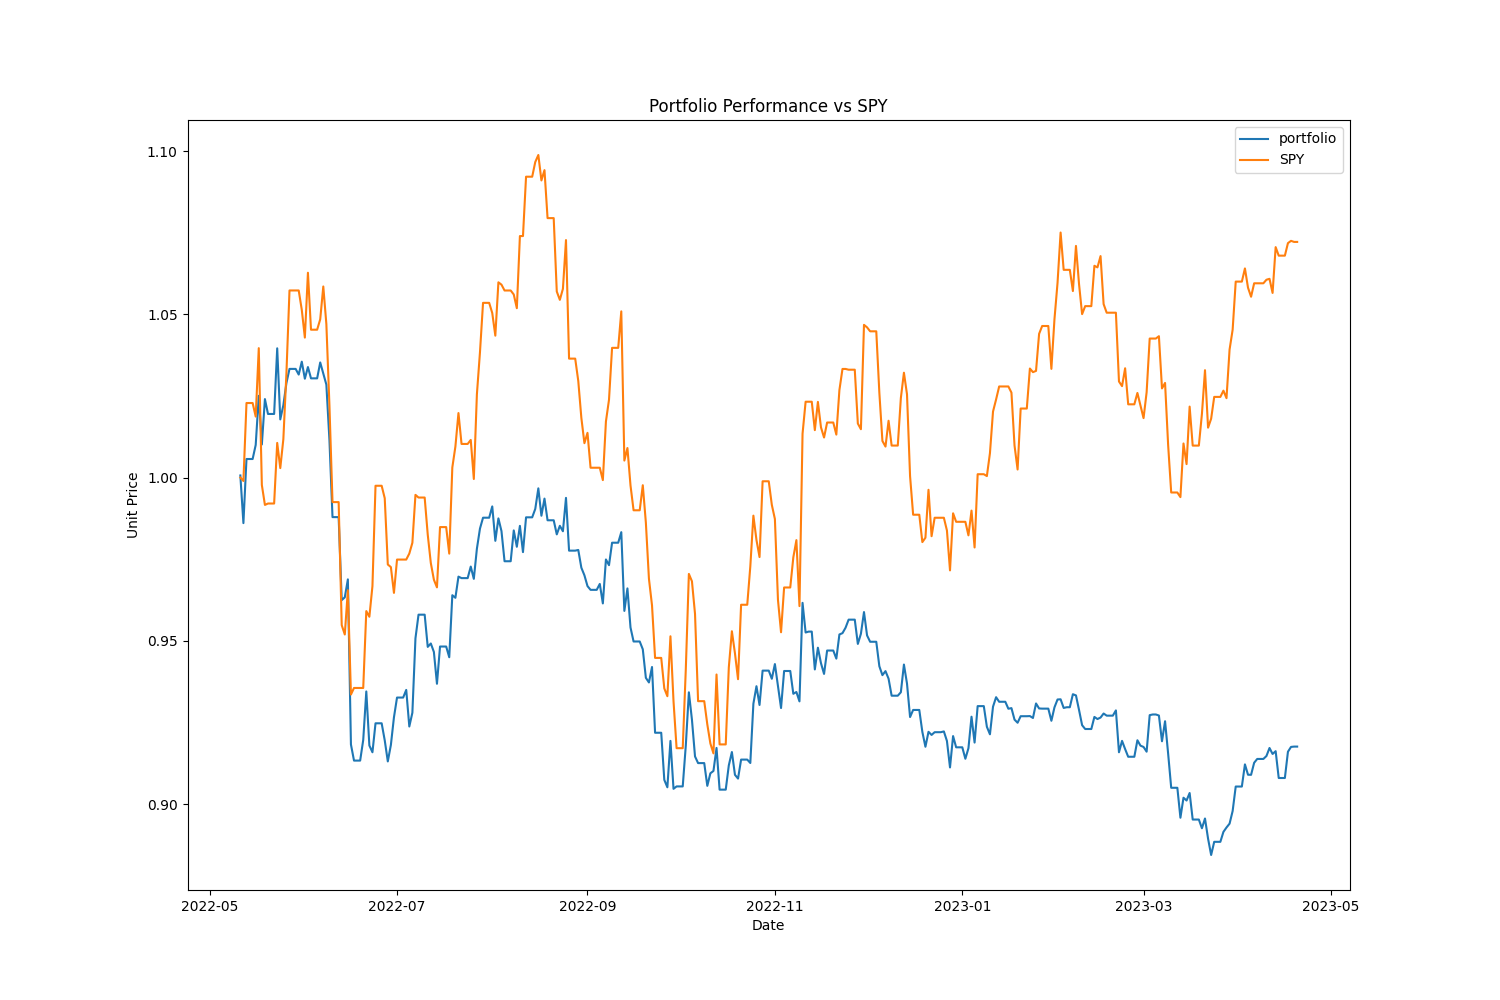 Portfolio Performance vs SPY
portfolio
SPY
1.10
1.05
1.00
0.95
0.90
Unit Price
2022-05 2022-07 2022-09 2022-11 2023-01 2023-03 2023-05
Date